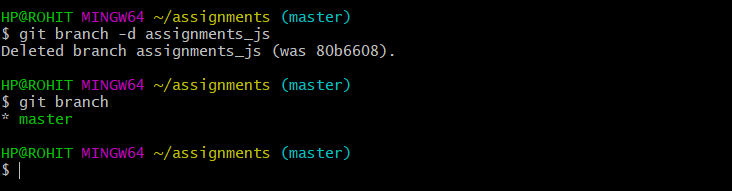 HP@ROHIT MINGW64 ~/assignments (master)
$ git branch -d assignments_js
Deleted branch assignments_js (was 80b6608).
HP@ROHIT MINGW64 ~/assignments (master)
$ git branch
* master
HP@ROHIT MINGW64 ~/assignments (master)
$